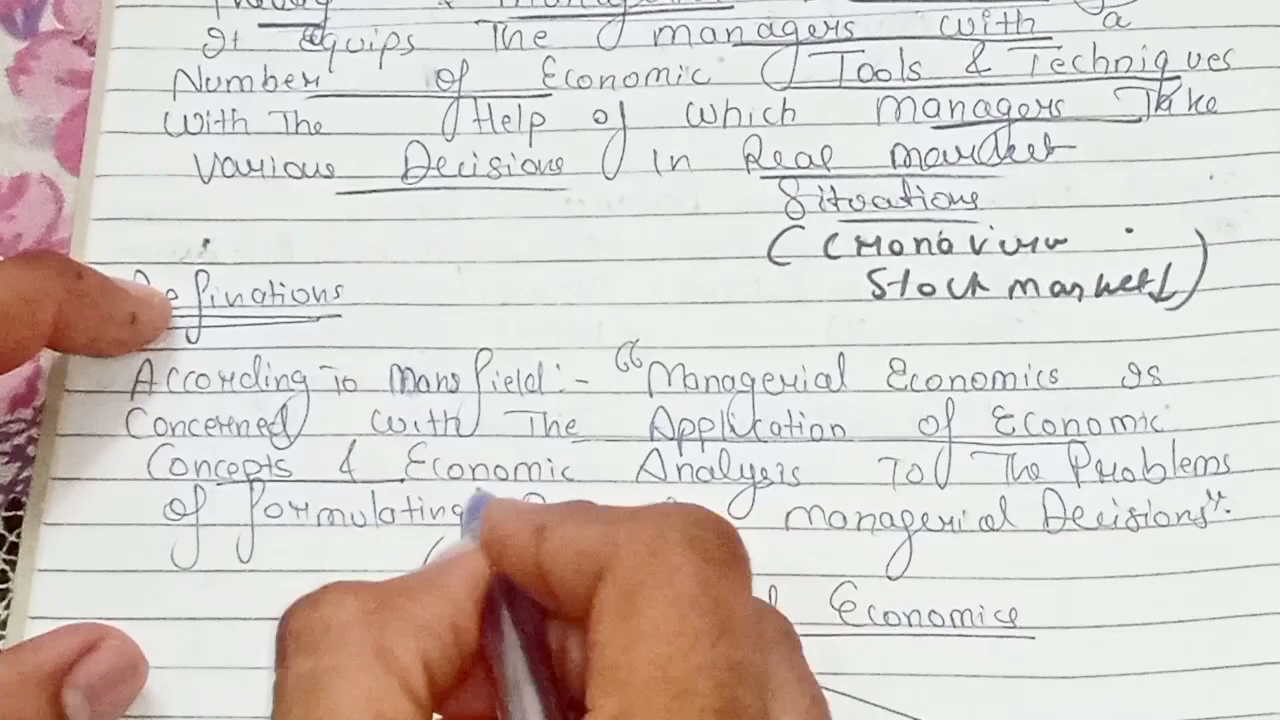 It Equips The managers with a
Number of Economic Tools & Techniques
With The Help of which managers Take
Various Decisions in Real market
Situations
(
Stock market)
Definations
According To Mansfield:- "Managerial Economics Is
Concerned with The Application of Economic
Concepts & Economic Analysis To The Problems
of formulating managerial Decisions".
Economics